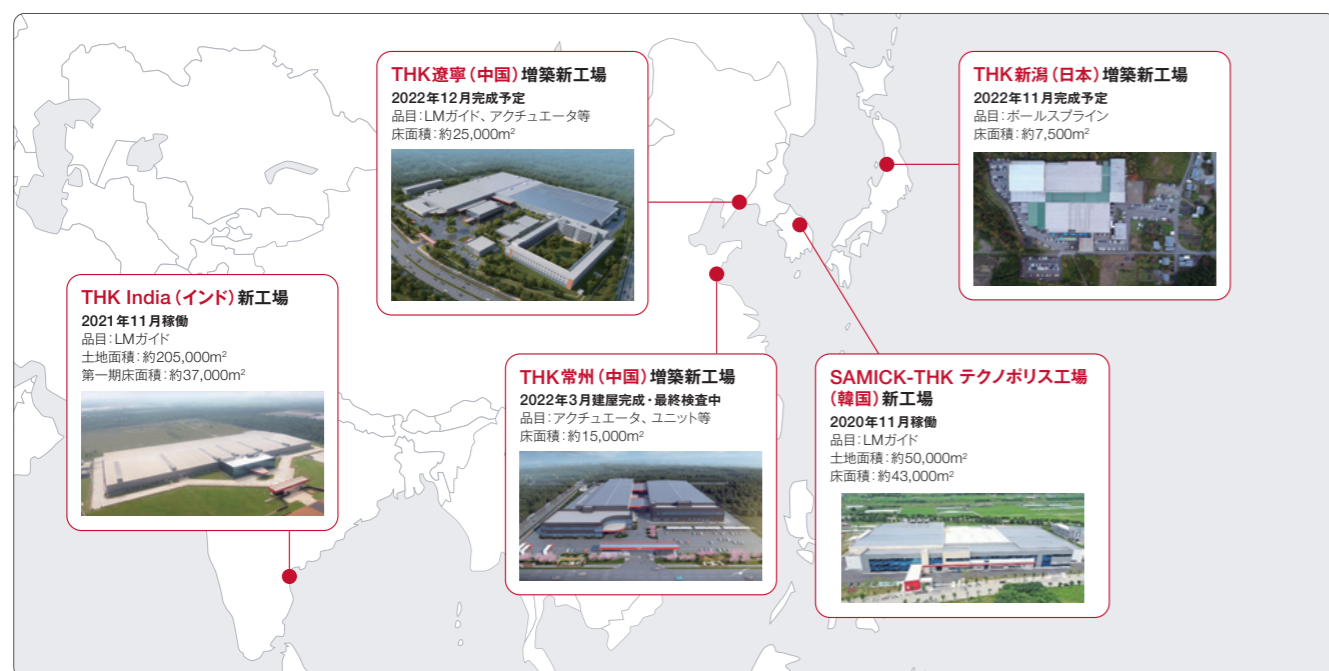 THK遼寧（中国）増築新工場
2022年12月完成予定
品目：LMガイド、アクチュエータ等
床面積：約25,000m²
THK新潟（日本）増築新工場
2022年11月完成予定
品目：ボールスプライン
床面積：約7,500m²
THK India（インド）新工場
2021年11月稼働
品目：LMガイド
土地面積：約205,000m²
第一期床面積：約37,000m²
THK常州（中国）増築新工場
2022年3月建屋完成・最終検査中
品目：アクチュエータ、ユニット等
床面積：約15,000m²
SAMICK-THK テクノポリス工場
（韓国）新工場
2020年11月稼働
品目：LMガイド
土地面積：約50,000m²
床面積：約43,000m²